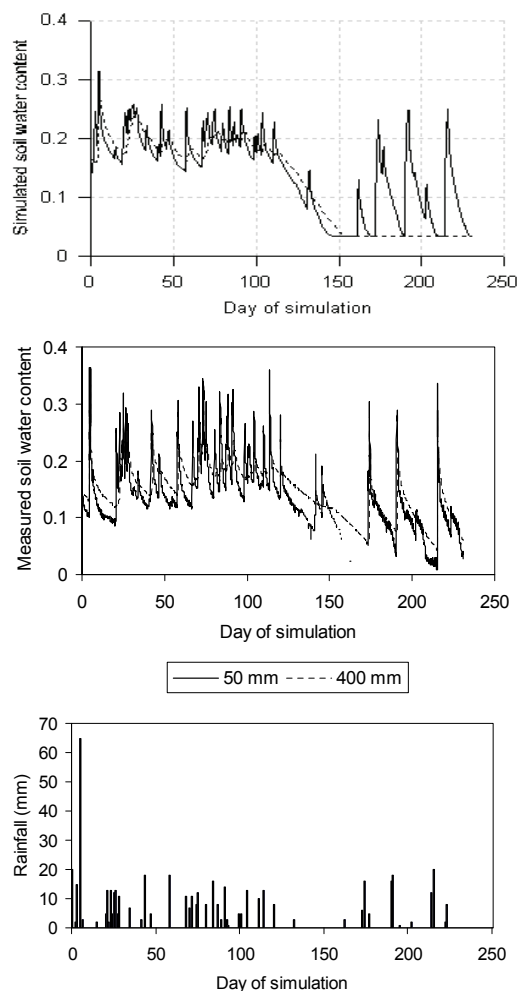 Simulated soil water content
0.4
0.3
0.2
0.1
0
0 50 100 150 200 250
Day of simulation
Measured soil water content
0.4
0.3
0.2
0.1
0
0 50 100 150 200 250
Day of simulation
50 mm 400 mm
Rainfall (mm)
70
60
50
40
30
20
10
0
0 50 100 150 200 250
Day of simulation